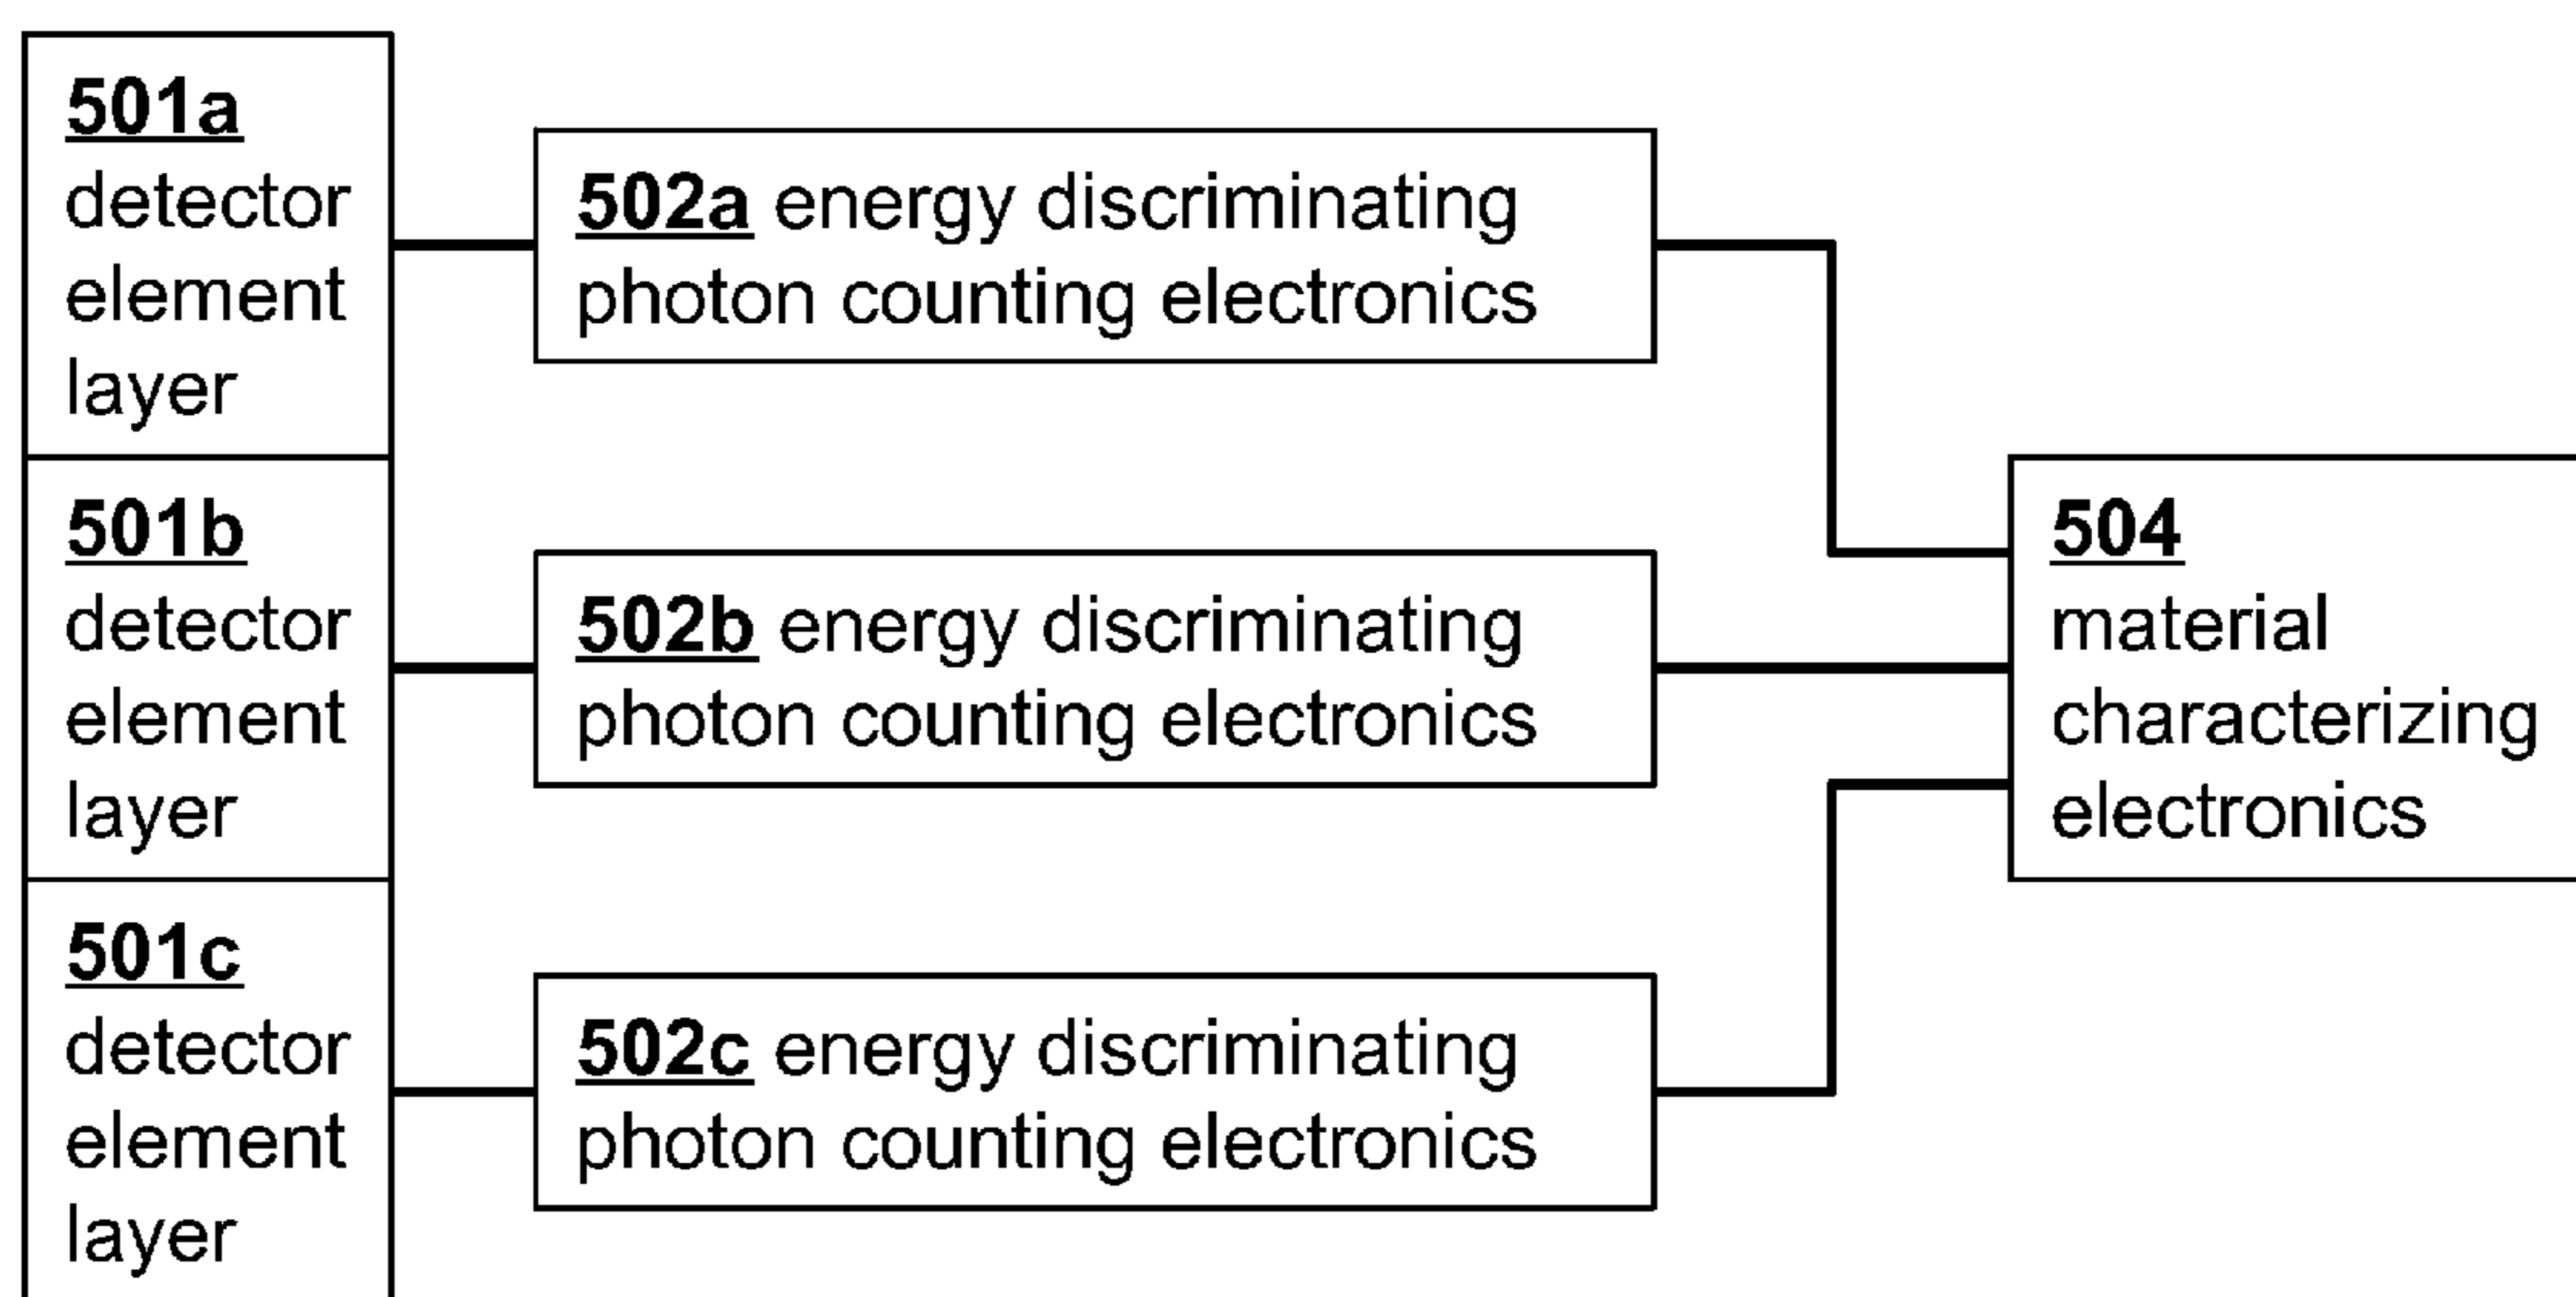 501a
detector
element
layer
502a energy discriminating
photon counting electronics
501b
detector
element
layer
502b energy discriminating
photon counting electronics
504
material
characterizing
electronics
501c
detector
element
layer
502c energy discriminating
photon counting electronics